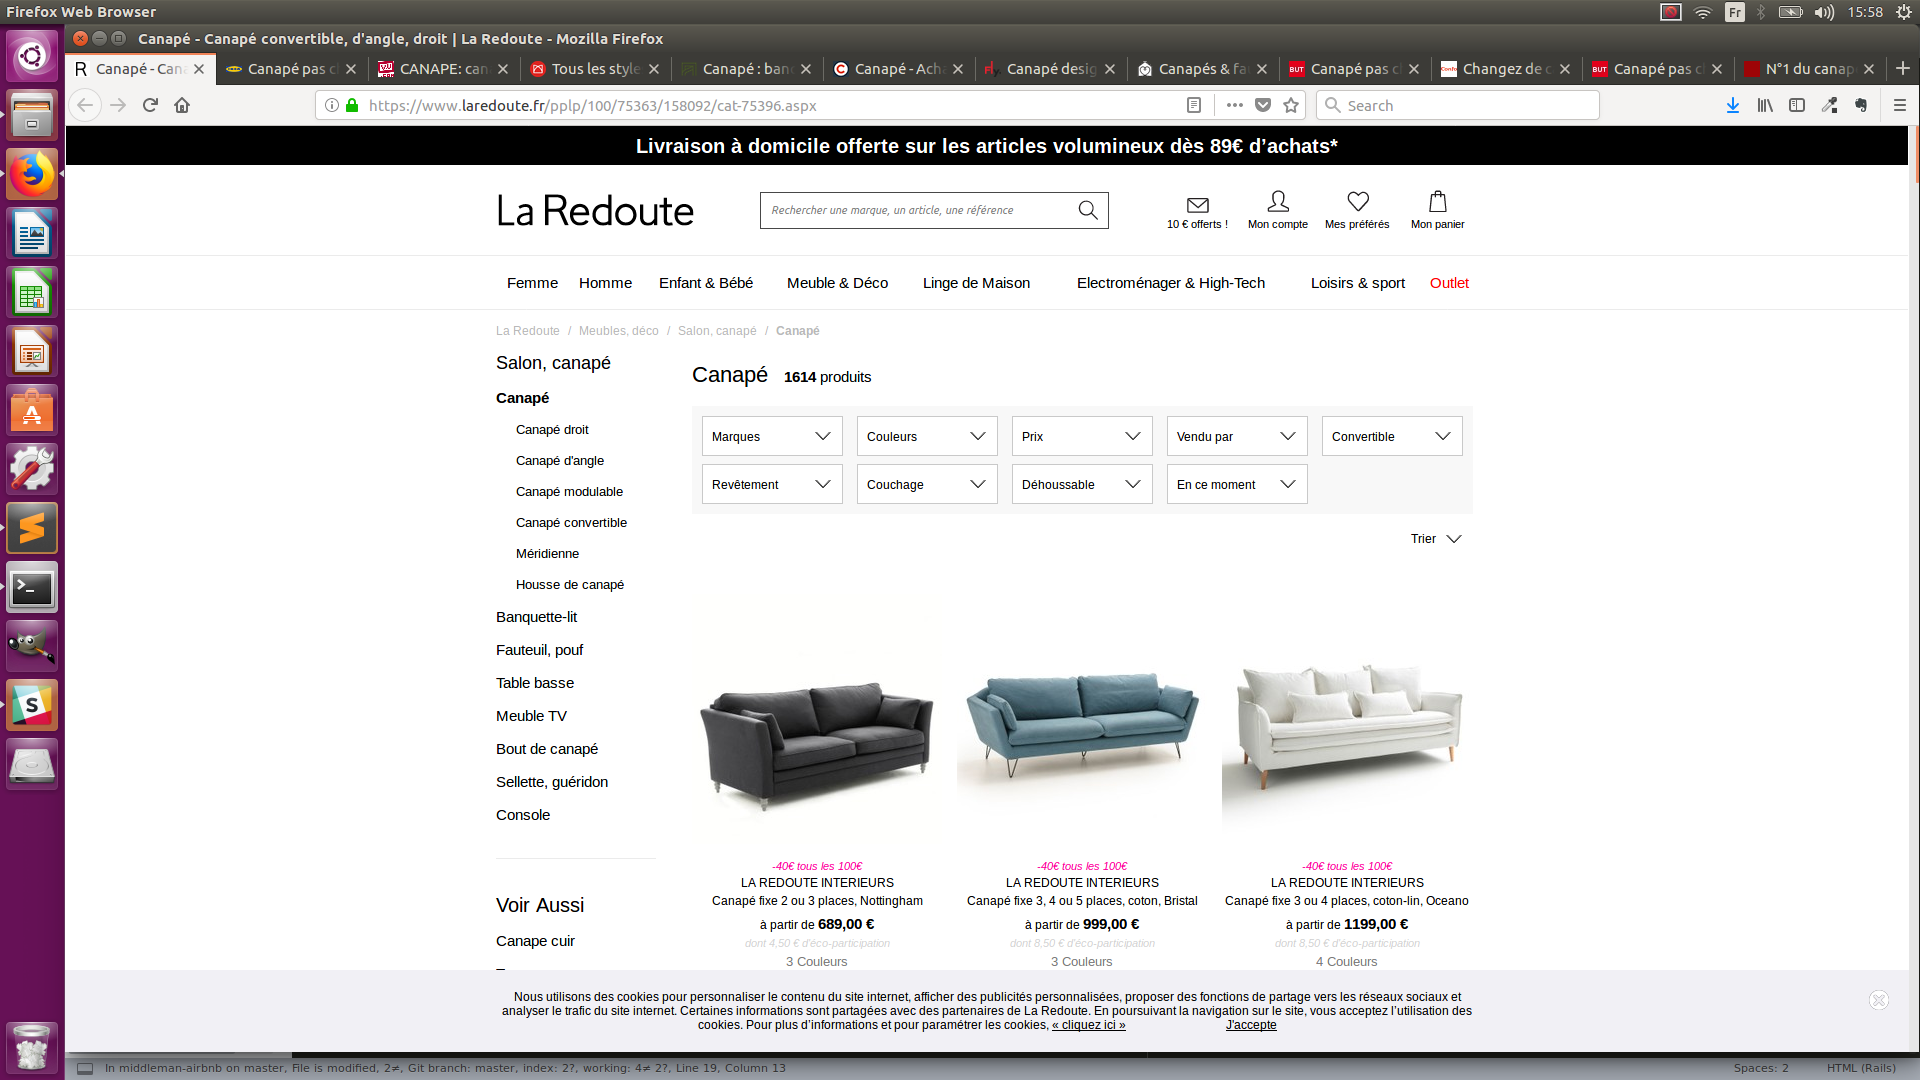 Firefox Web Browser
Fr
15:58
Canapé - Canapé convertible, d'angle, droit | La Redoute - Mozilla Firefox
Canapé - Cana
Canapé pas c
CANAPE: can
Tous les style
Canapé : ban
Canapé - Ach
Canapé desig
Canapés & fa
Canapé pas c
Changez de c
Canapé pas c
N°1 du canap
https://www.laredoute.fr/pplp/100/75363/158092/cat-75396.aspx
Search
Livraison à domicile offerte sur les articles volumineux dès 89€ d’achats*
La Redoute
Rechercher une marque, un article, une référence
10 € offerts !
Mon compte
Mes préférés
Mon panier
Femme
Homme
Enfant & Bébé
Meuble & Déco
Linge de Maison
Electroménager & High-Tech
Loisirs & sport
Outlet
La Redoute / Meubles, déco / Salon, canapé / Canapé
Salon, canapé
Canapé
Canapé droit
Canapé d'angle
Canapé modulable
Canapé convertible
Méridienne
Housse de canapé
Banquette-lit
Fauteuil, pouf
Table basse
Meuble TV
Bout de canapé
Sellette, guéridon
Console
Voir Aussi
Canape cuir
Canapé 1614 produits
Marques
Couleurs
Prix
Vendu par
Convertible
Revêtement
Couchage
Déhoussable
En ce moment
Trier
-40€ tous les 100€
LA REDOUTE INTERIEURS
Canapé fixe 2 ou 3 places, Nottingham
à partir de 689,00 €
dont 4,50 € d'éco-participation
3 Couleurs
-40€ tous les 100€
LA REDOUTE INTERIEURS
Canapé fixe 3, 4 ou 5 places, coton, Bristal
à partir de 999,00 €
dont 8,50 € d'éco-participation
3 Couleurs
-40€ tous les 100€
LA REDOUTE INTERIEURS
Canapé fixe 3 ou 4 places, coton-lin, Oceano
à partir de 1199,00 €
dont 8,50 € d'éco-participation
4 Couleurs
Nous utilisons des cookies pour personnaliser le contenu du site internet, afficher des publicités personnalisées, proposer des fonctions de partage vers les réseaux sociaux et
analyser le trafic du site internet. Certaines informations sont partagées avec des partenaires de La Redoute. En poursuivant la navigation sur le site, vous acceptez l’utilisation des
cookies. Pour plus d’informations et pour paramétrer les cookies, « cliquez ici »
J'accepte
In middleman-airbnb on master, File is modified, 2≠, Git branch: master, index: 2?, working: 4≠ 2?, Line 19, Column 13
Spaces: 2
HTML (Rails)